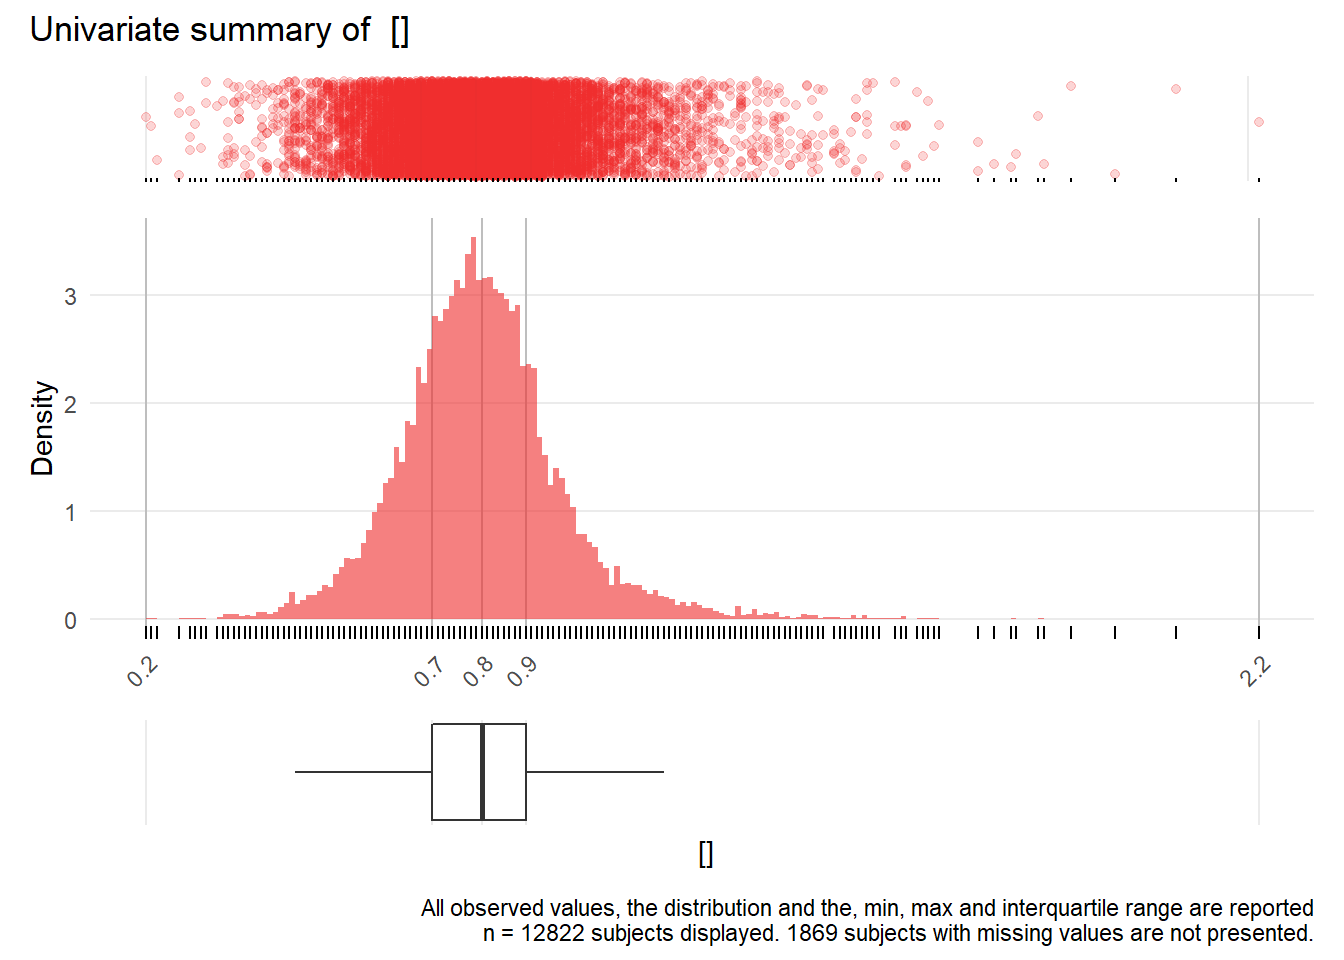 Univariate summary of  []
Density
3
2
1
0
0.2
0.7
0.8
0.9
2.2
[]
All observed values, the distribution and the, min, max and interquartile range are reported
n = 12822 subjects displayed. 1869 subjects with missing values are not presented.